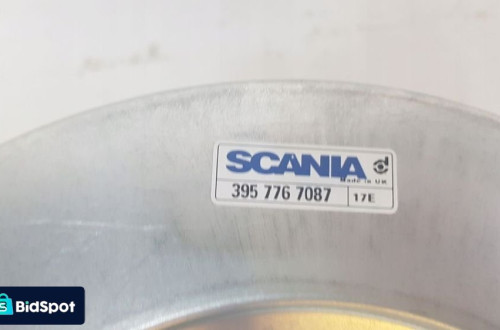 SCANIA
Made in UK
395 776 7087 17E
BidSpot